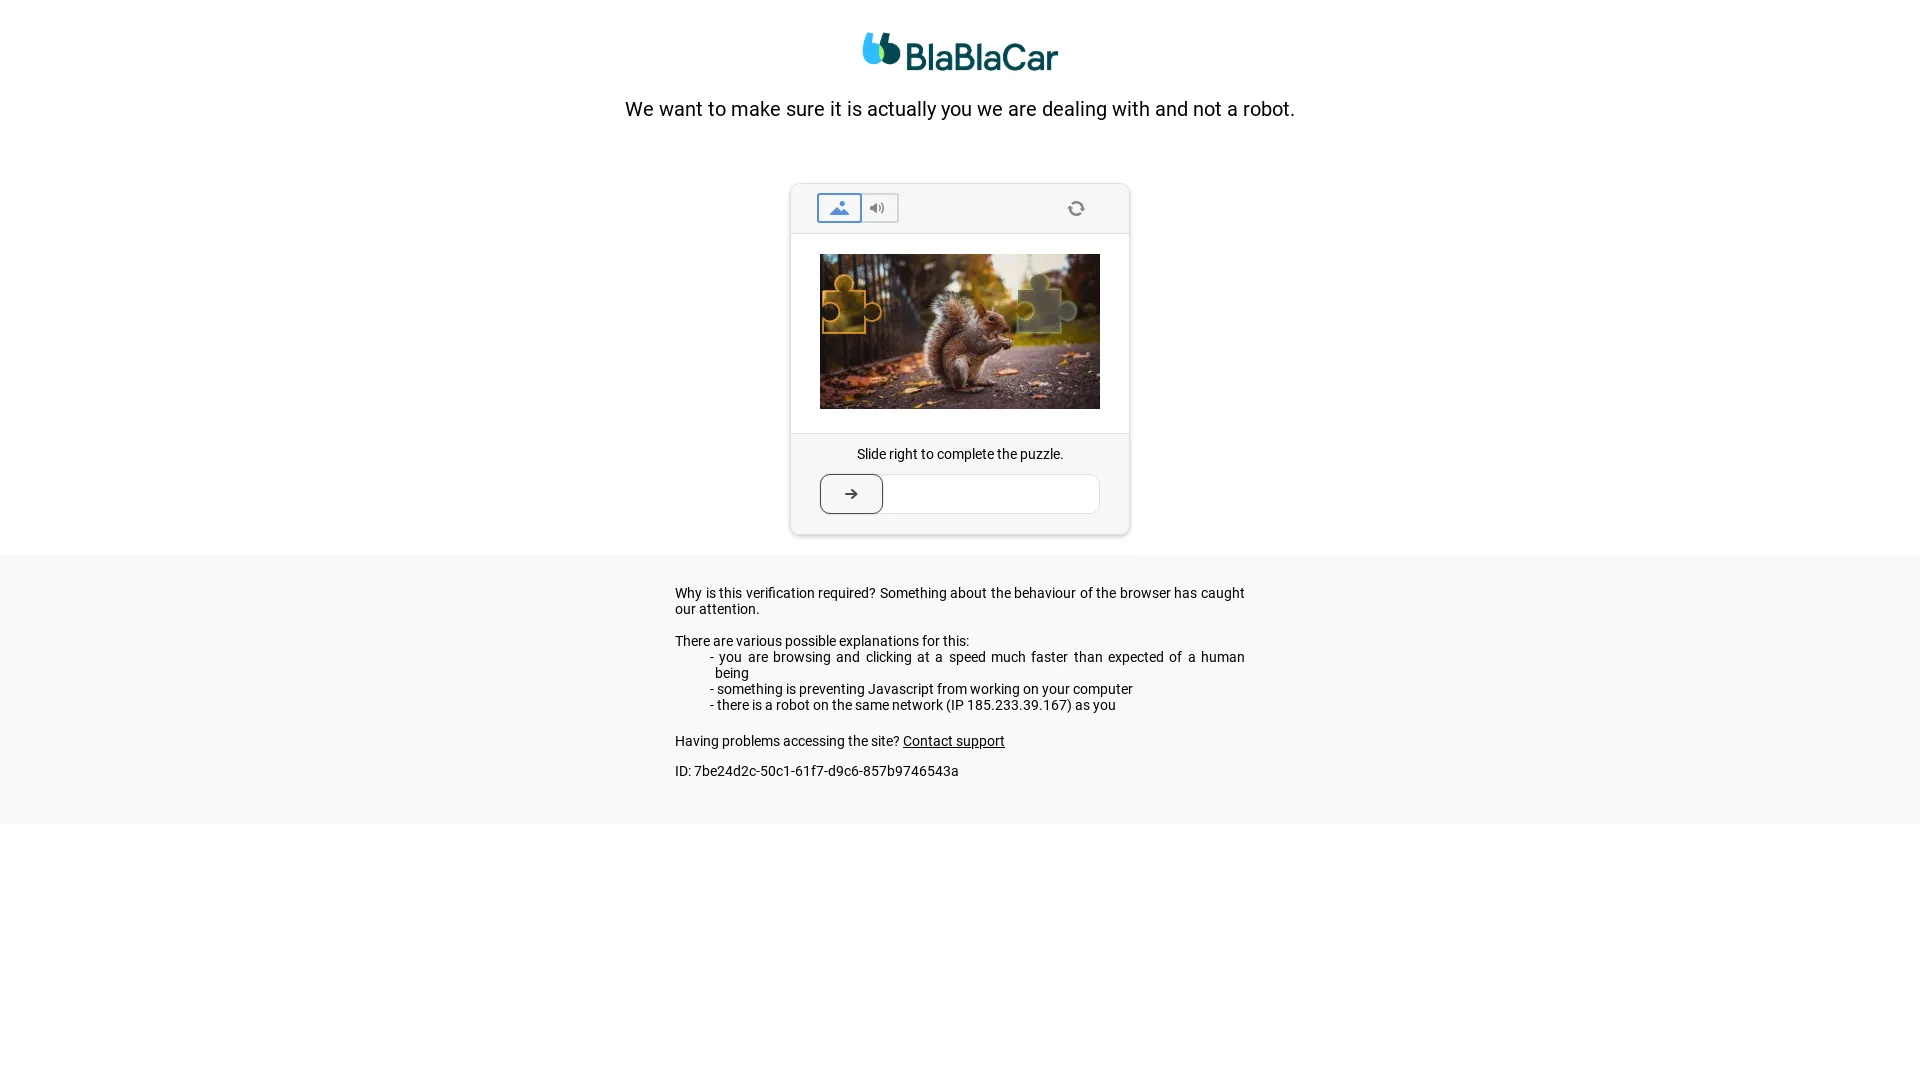 BlaBlaCar
We want to make sure it is actually you we are dealing with and not a robot.
Slide right to complete the puzzle.
Why is this verification required? Something about the behaviour of the browser has caught
our attention.
There are various possible explanations for this:
- you are browsing and clicking at a speed much faster than expected of a human
being
- something is preventing Javascript from working on your computer
- there is a robot on the same network (IP 185.233.39.167) as you
Having problems accessing the site? Contact support
ID: 7be24d2c-50c1-61f7-d9c6-857b9746543a